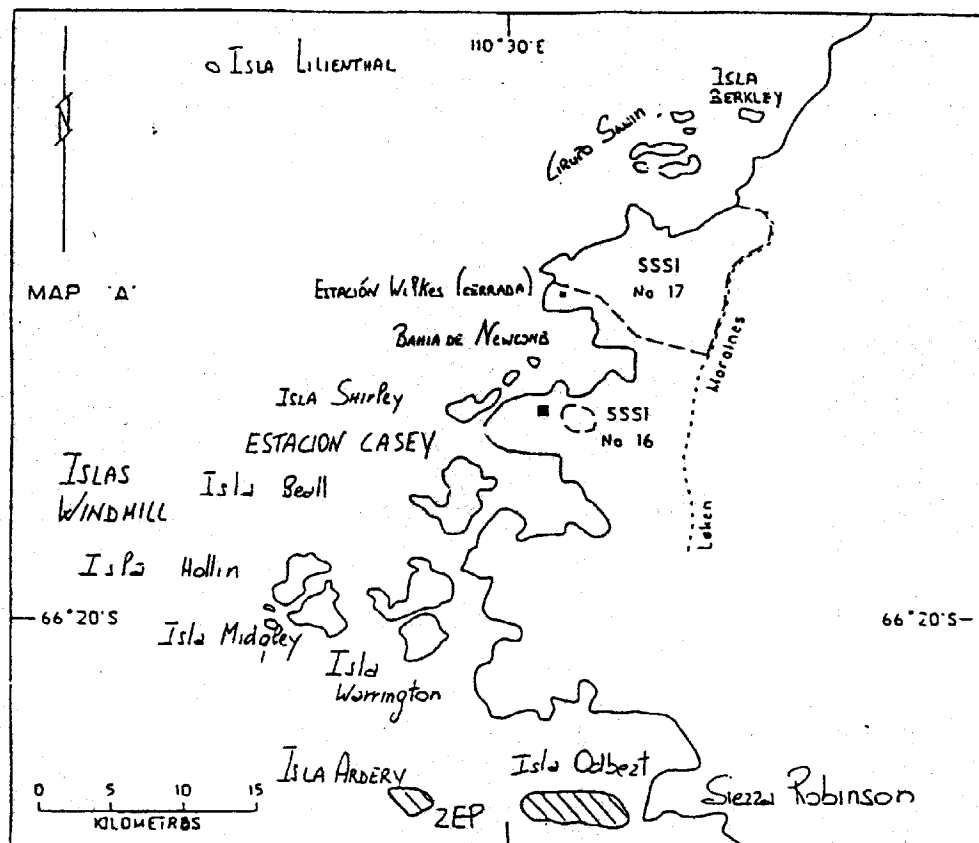 110°30'E
ISLA LILIENTHAL
ISLA
BERKLEY
GRUPO SWAIN
N
SSSI
No 17
ESTACIÓN WILKES (CERRADA)
MAP 'A'
Moraines
BAHIA DE NEWCOMB
ISLA SHIRLEY
SSSI
No 16
ESTACION CASEY
ISLAS
WINDMILL
Isla Beall
Loken
Isla Hollin
66°20'S
66°20'S
Isla Midgley
Isla
Warrington
ISLA ARDERY
Isla Odbert
Sierra Robinson
ZEP
0 5 10 15
KILOMETROS